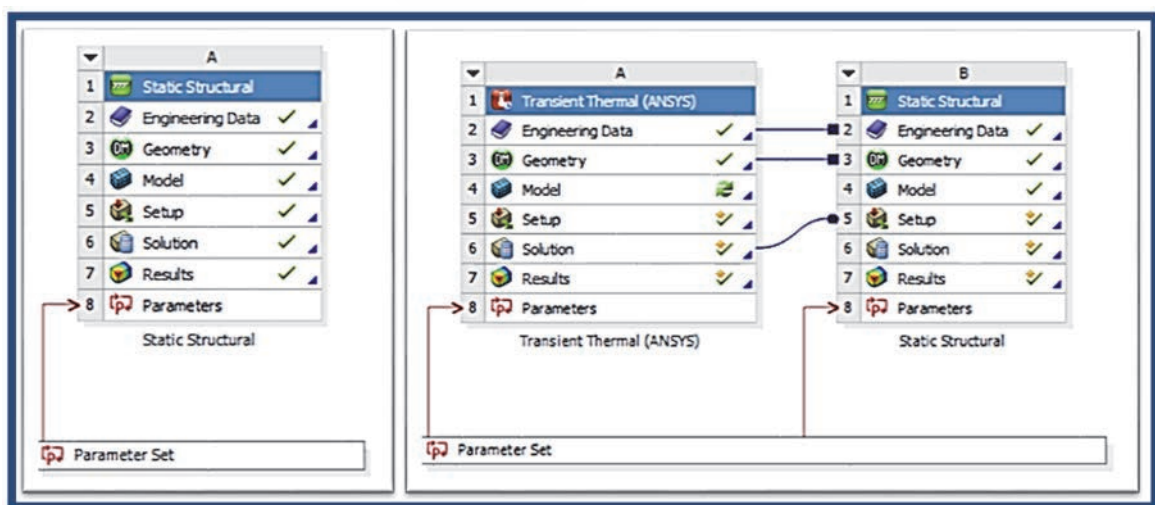 A
1 Static Structural
2 Engineering Data
3 Geometry
4 Model
5 Setup
6 Solution
7 Results
8 Parameters
Static Structural
Parameter Set
A
1 Transient Thermal (ANSYS)
2 Engineering Data
3 Geometry
4 Model
5 Setup
6 Solution
7 Results
8 Parameters
Transient Thermal (ANSYS)
B
1 Static Structural
2 Engineering Data
3 Geometry
4 Model
5 Setup
6 Solution
7 Results
8 Parameters
Static Structural
Parameter Set